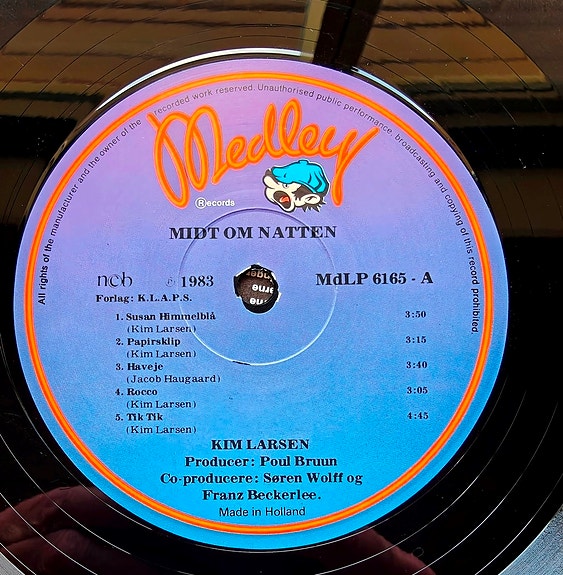 All rights of the manufacturer and the owner of the recorded work reserved. Unauthorised public performance, broadcasting and copying of this record prohibited.
Medley
Ⓡecords
MIDT OM NATTEN
ncb ℗ 1983 MdLP 6165 - A
Forlag: K.L.A.P.S.
1. Susan Himmelblå 3:50
(Kim Larsen)
2. Papirsklip 3:15
(Kim Larsen)
3. Haveje 3:40
(Jacob Haugaard)
4. Rocco 3:05
(Kim Larsen)
5. Tik Tik 4:45
(Kim Larsen)
KIM LARSEN
Producer: Poul Bruun
Co-producere: Søren Wolff og
Franz Beckerlee.
Made in Holland